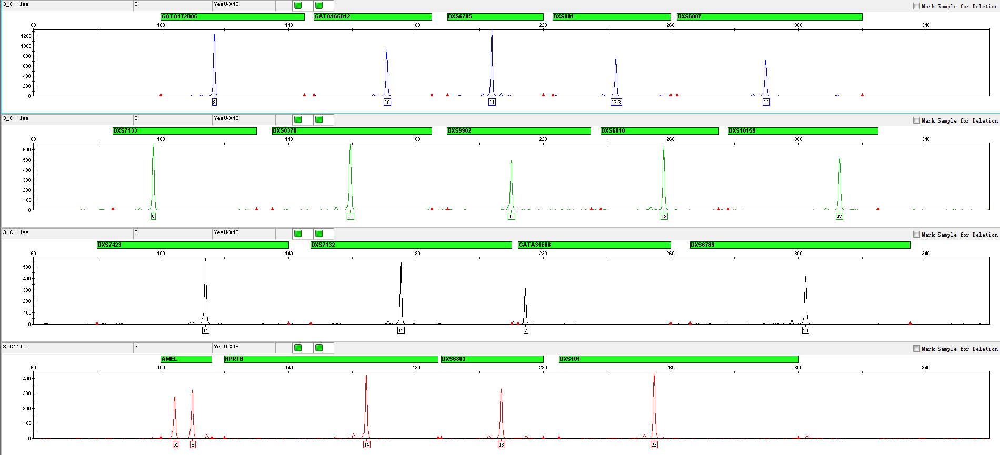 3_C11.fsa 3 YesU-X18 Mark Sample for Deletion
GATA172D05 GATA165B12 DXS6795 DXS981 DXS6807
60 100 140 180 220 260 300 340
1200
1000
800
600
400
200
0
8 10 11 13.3 15
3_C11.fsa 3 YesU-X18 Mark Sample for Deletion
DXS7133 DXS8378 DXS9902 DXS6810 DXS10159
60 100 140 180 220 260 300 340
600
500
400
300
200
100
0
9 11 11 18 27
3_C11.fsa 3 YesU-X18 Mark Sample for Deletion
DXS7423 DXS7132 GATA31E08 DXS6789
60 100 140 180 220 260 300 340
500
400
300
200
100
0
14 12 7 20
3_C11.fsa 3 YesU-X18 Mark Sample for Deletion
AMEL HPRTB DXS6803 DXS101
60 100 140 180 220 260 300 340
400
300
200
100
0
X Y 14 13 23